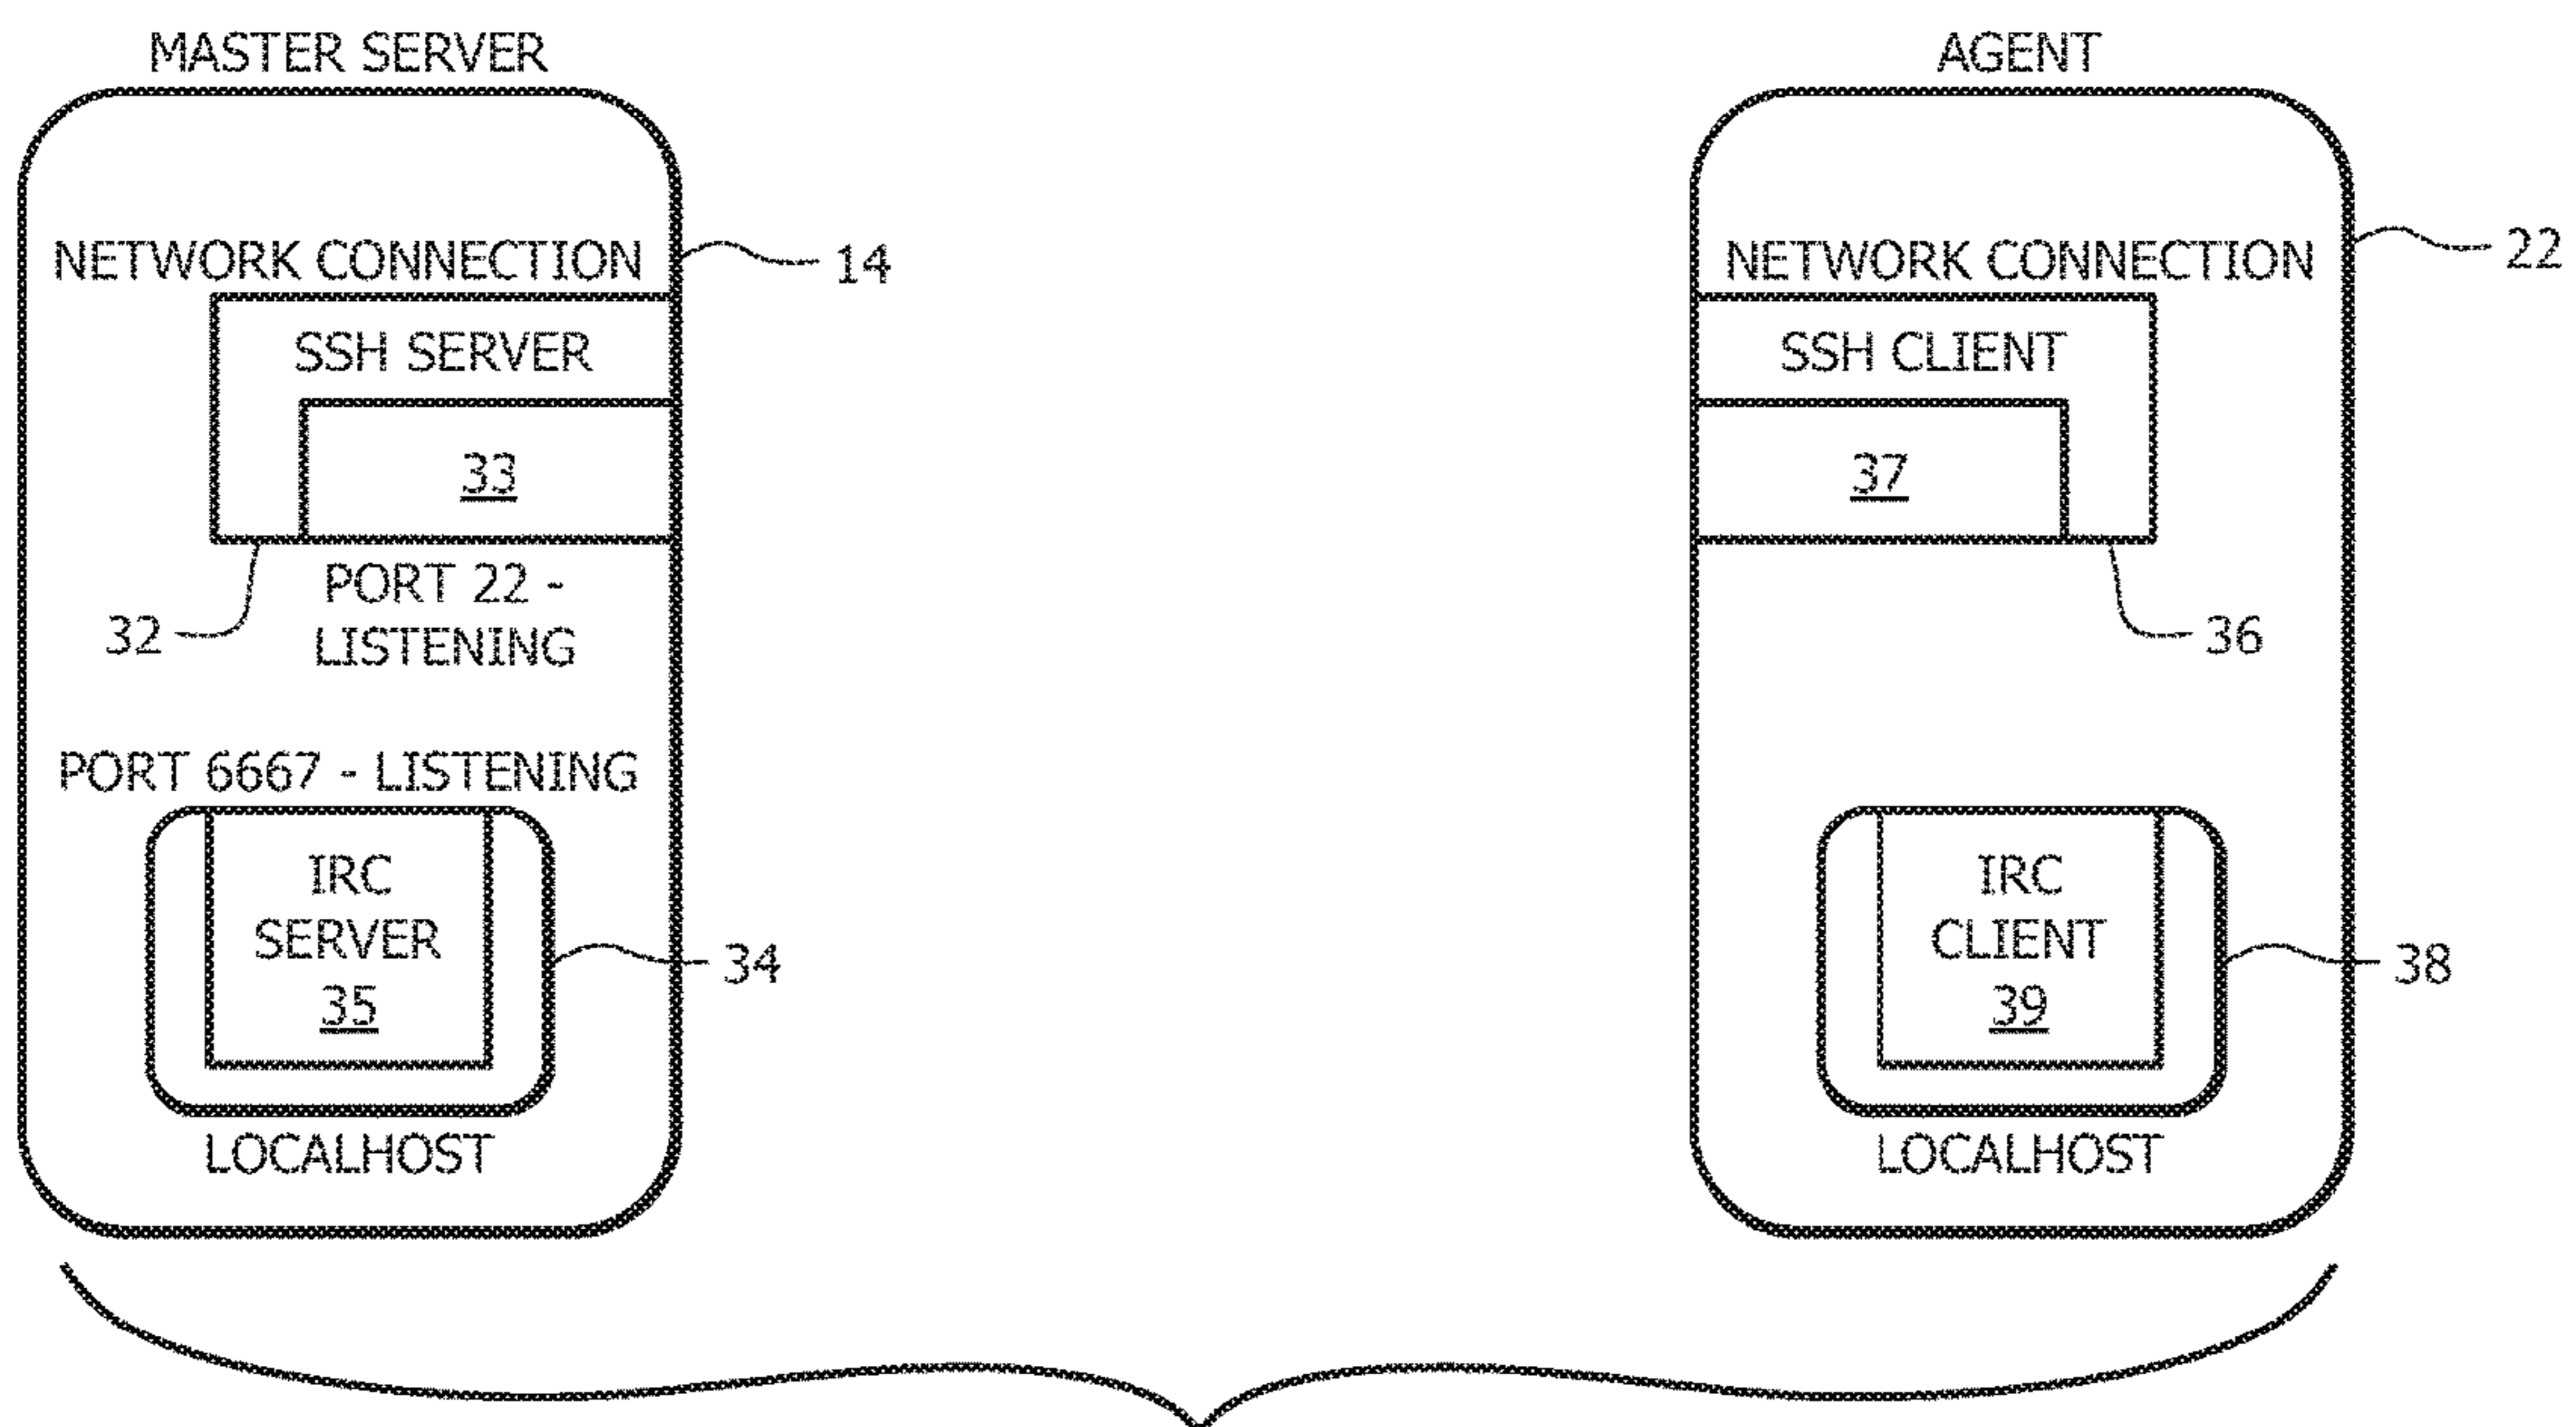 MASTER SERVER
NETWORK CONNECTION
14
SSH SERVER
33
32
PORT 22 -
LISTENING
PORT 6667 - LISTENING
IRC
SERVER
35
34
LOCALHOST
AGENT
NETWORK CONNECTION
22
SSH CLIENT
37
36
IRC
CLIENT
39
38
LOCALHOST